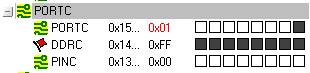 PORTC
PORTC 0x15... 0x01
DDRC 0x14... 0xFF
PINC 0x13... 0x00